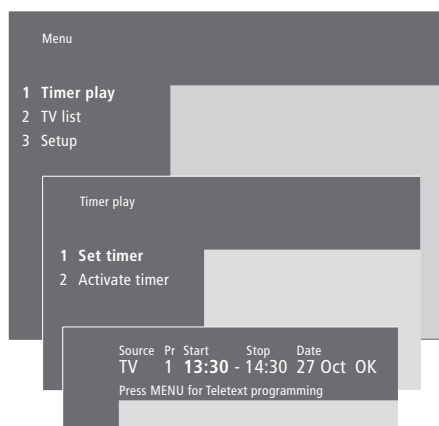 Menu
1 Timer play
2 TV list
3 Setup
Timer play
1 Set timer
2 Activate timer
Source Pr Start Stop Date
TV 1 13:30 - 14:30 27 Oct OK
Press MENU for Teletext programming